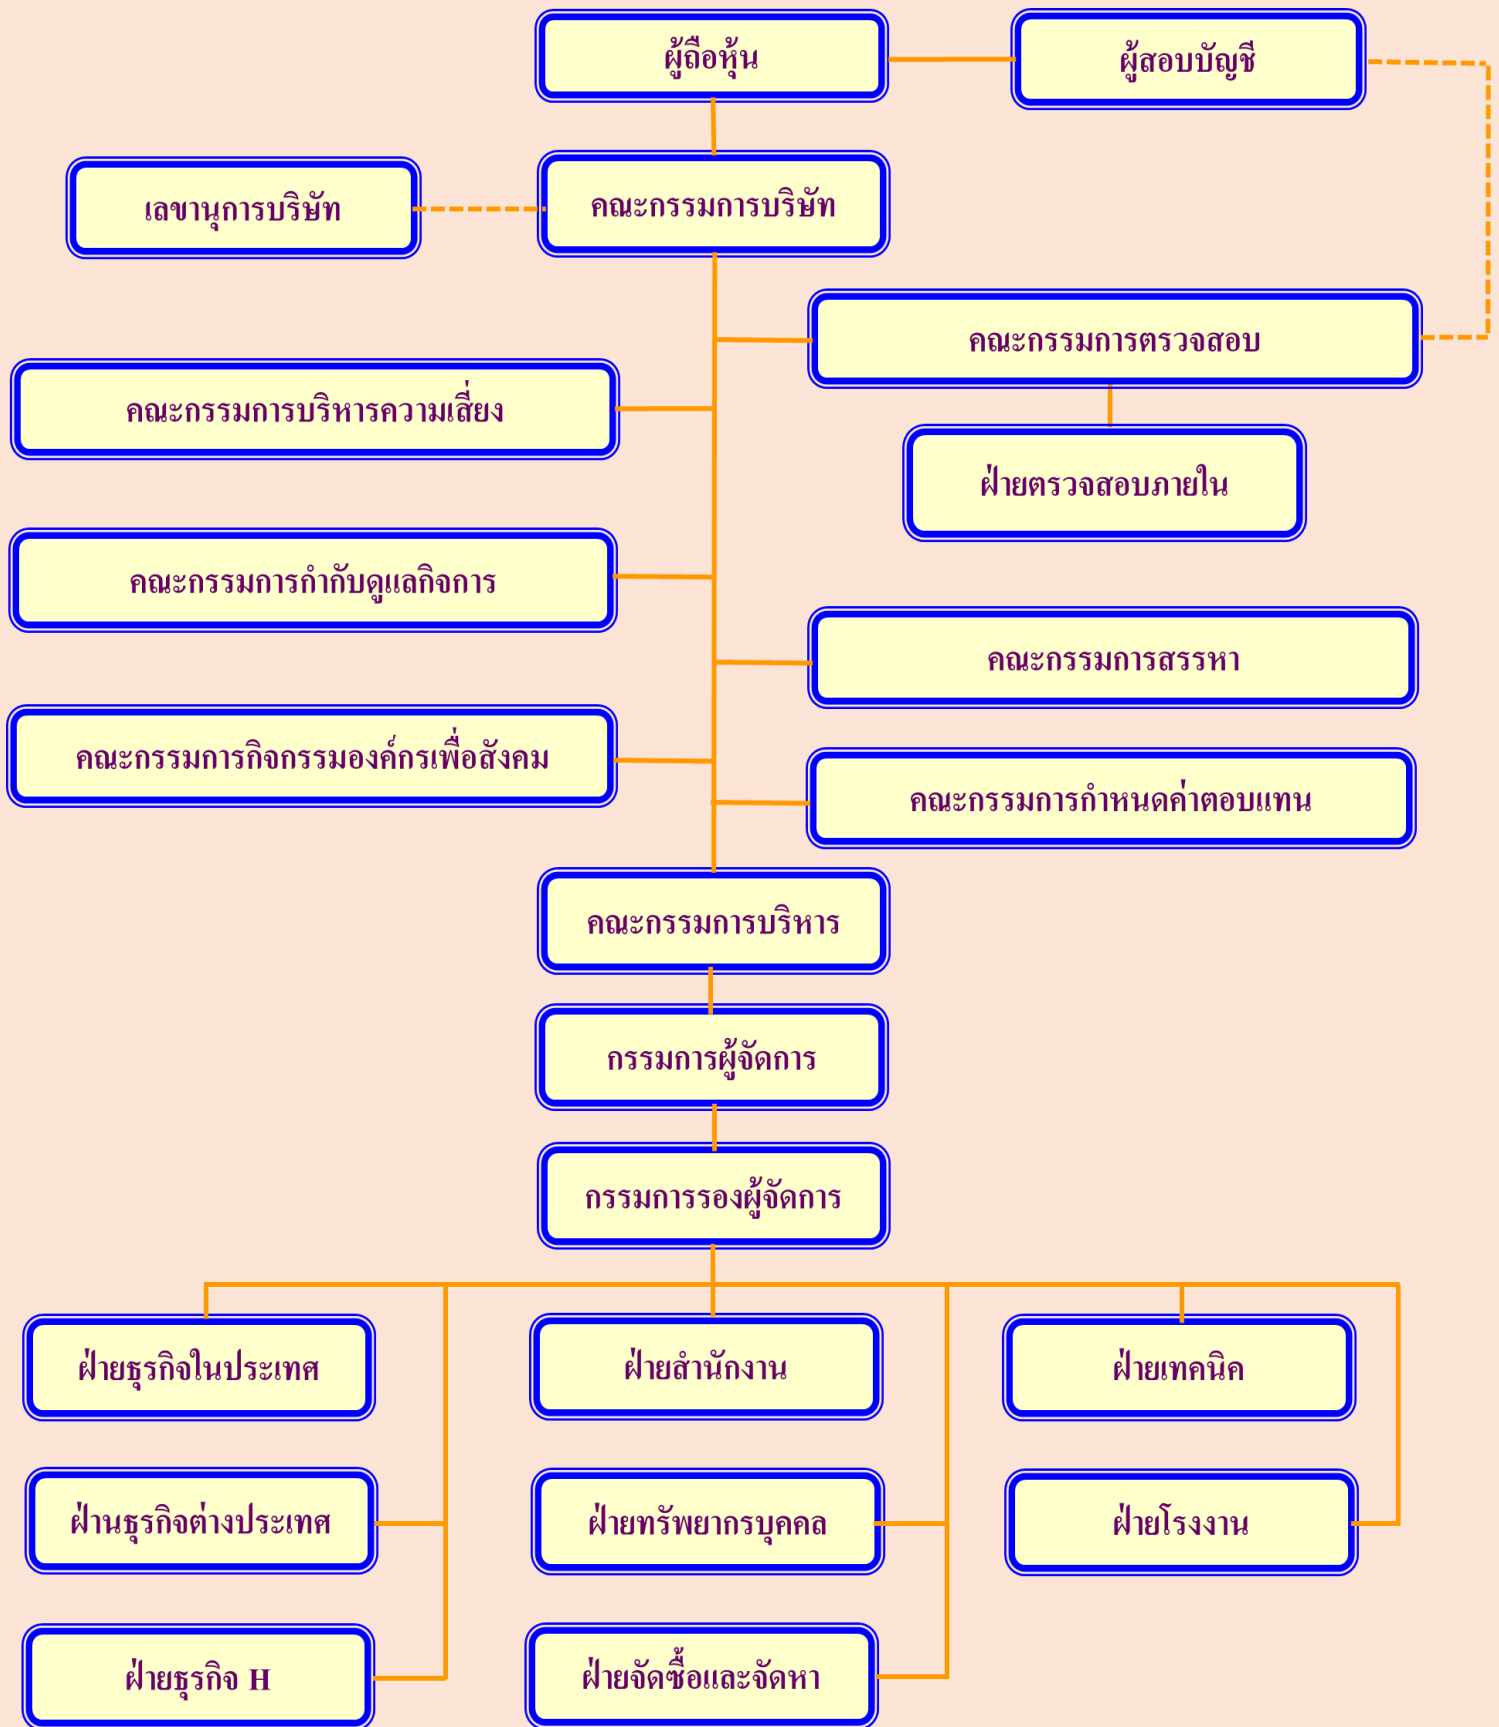 ผู้ถือหุ้น
ผู้สอบบัญชี
เลขานุการบริษัท
คณะกรรมการบริษัท
คณะกรรมการตรวจสอบ
คณะกรรมการบริหารความเสี่ยง
ฝ่ายตรวจสอบภายใน
คณะกรรมการกำกับดูแลกิจการ
คณะกรรมการสรรหา
คณะกรรมการกิจกรรมองค์กรเพื่อสังคม
คณะกรรมการกำหนดค่าตอบแทน
คณะกรรมการบริหาร
กรรมการผู้จัดการ
กรรมการรองผู้จัดการ
ฝ่ายธุรกิจในประเทศ
ฝ่ายสำนักงาน
ฝ่ายเทคนิค
ฝ่านธุรกิจต่างประเทศ
ฝ่ายทรัพยากรบุคคล
ฝ่ายโรงงาน
ฝ่ายธุรกิจ H
ฝ่ายจัดซื้อและจัดหา